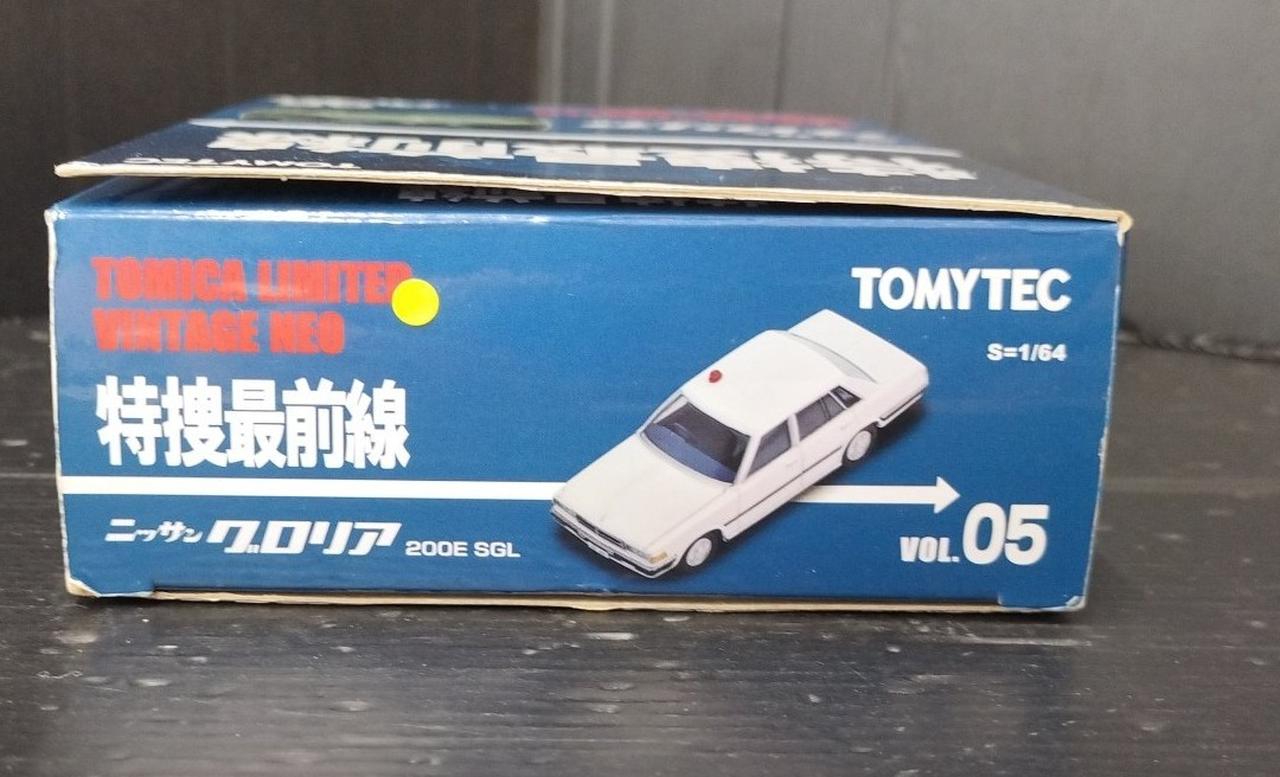 TOMYTEC
TOMICA LIMITED
VINTAGE NEO
特捜最前線
ニッサン グロリア 200E SGL
TOMYTEC
S=1/64
VOL.05